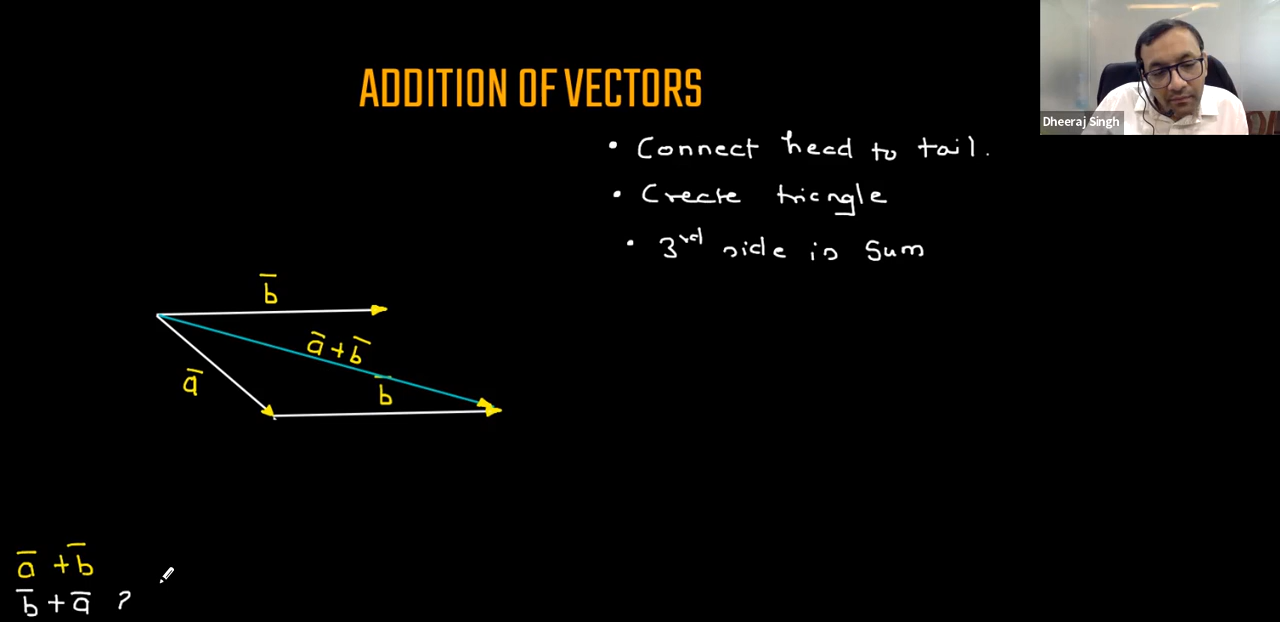 ADDITION OF VECTORS
Dheeraj Singh
• Connect head to tail.
• Create triangle
• 3rd side is sum
b̅
a̅ + b̅
a̅
b̅
a̅ + b̅
b̅ + a̅ ?